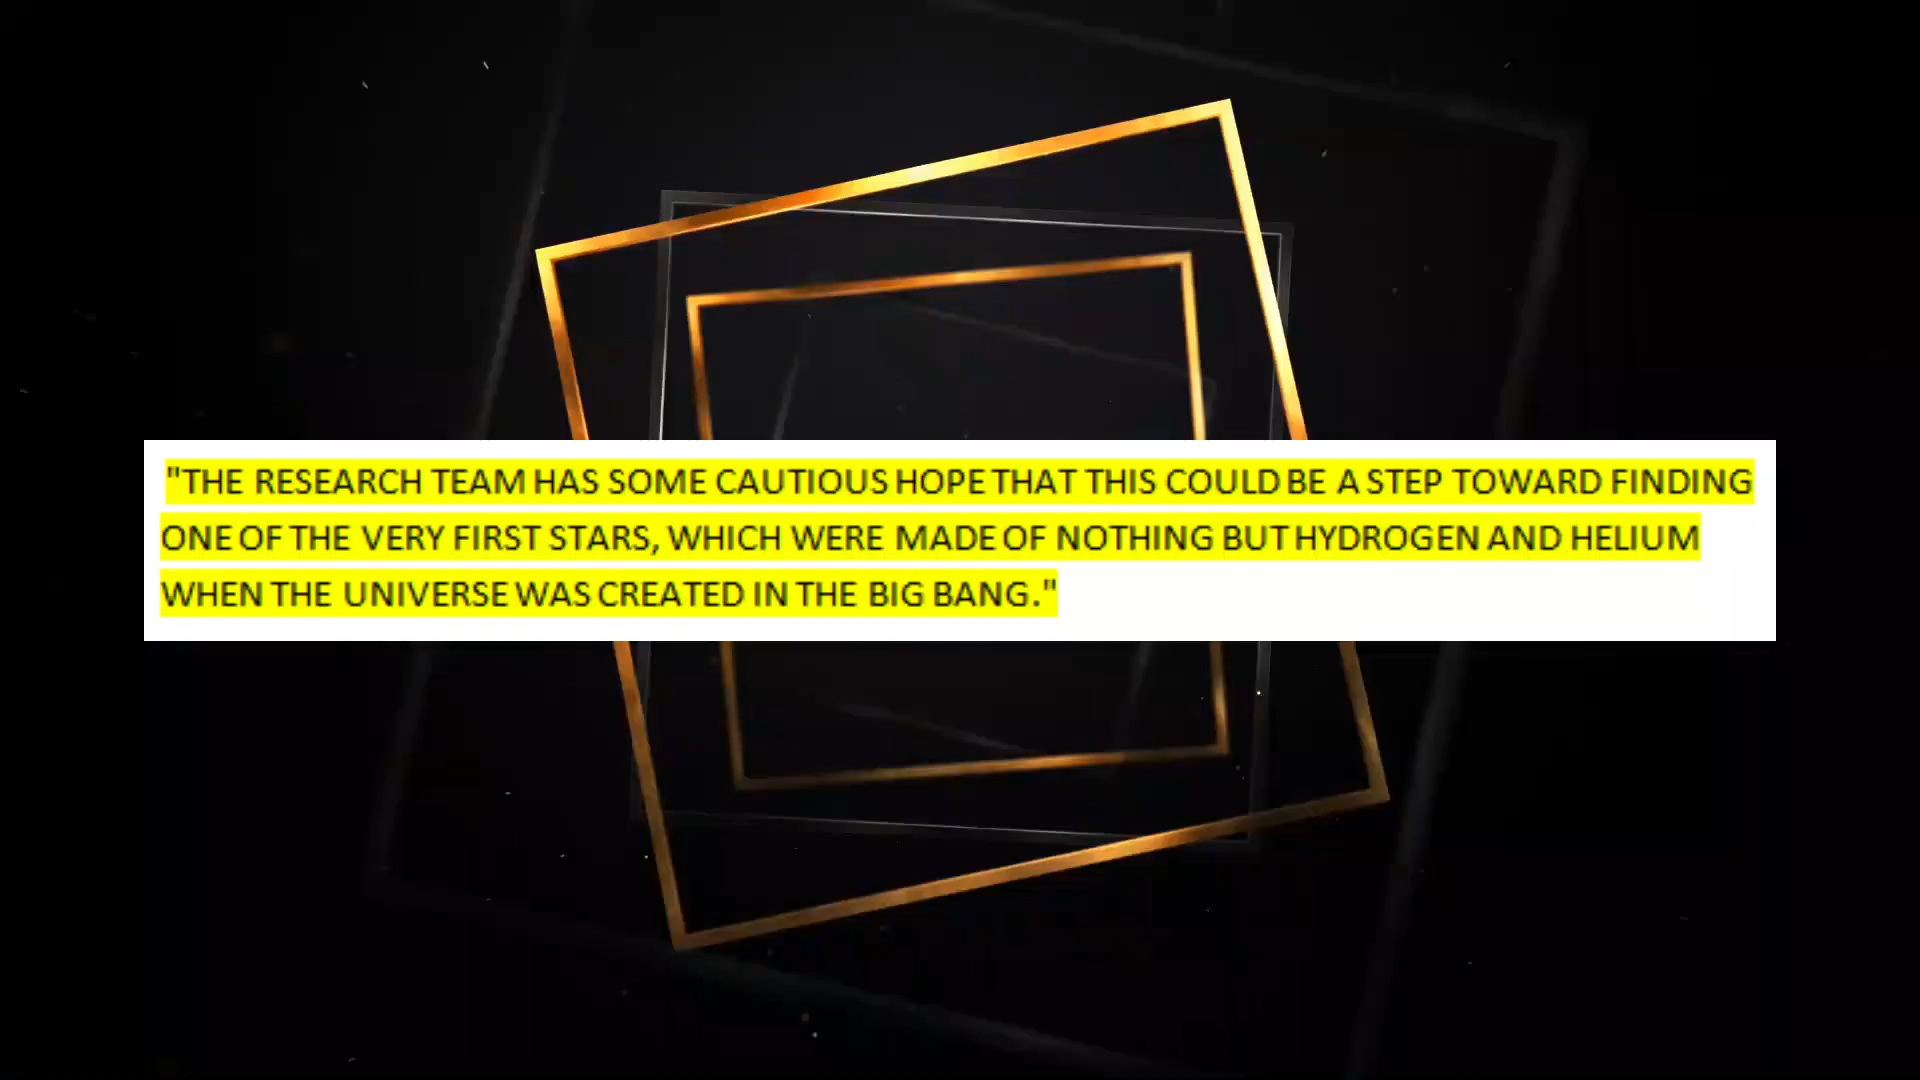 "THE RESEARCH TEAM HAS SOME CAUTIOUS HOPE THAT THIS COULD BE A STEP TOWARD FINDING
ONE OF THE VERY FIRST STARS, WHICH WERE MADE OF NOTHING BUT HYDROGEN AND HELIUM
WHEN THE UNIVERSE WAS CREATED IN THE BIG BANG."